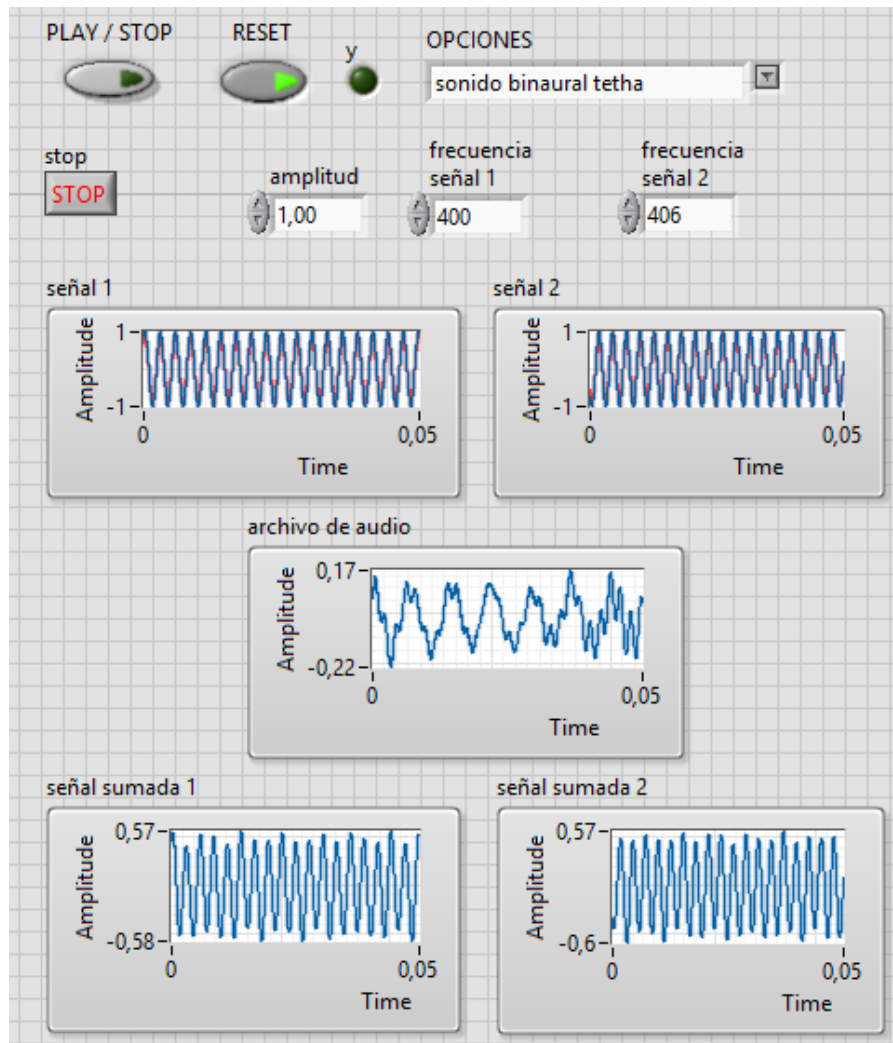 PLAY / STOP RESET y OPCIONES
sonido binaural tetha
stop
STOP
amplitud
1,00
frecuencia
señal 1
400
frecuencia
señal 2
406
señal 1
Amplitude
1
-1
0 0,05
Time
señal 2
Amplitude
1
-1
0 0,05
Time
archivo de audio
Amplitude
0,17
-0,22
0 0,05
Time
señal sumada 1
Amplitude
0,57
-0,58
0 0,05
Time
señal sumada 2
Amplitude
0,57
-0,6
0 0,05
Time